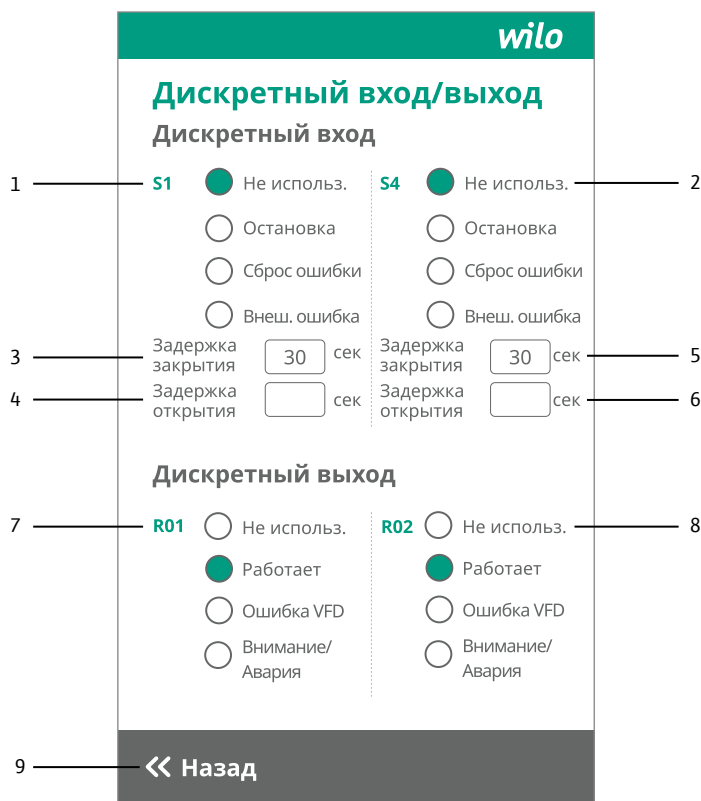 wilo
Дискретный вход/выход
Дискретный вход
1 S1 Не использ. S4 Не использ. 2
Остановка Остановка
Сброс ошибки Сброс ошибки
Внеш. ошибка Внеш. ошибка
3 Задержка закрытия 30 сек Задержка закрытия 30 сек 5
4 Задержка открытия сек Задержка открытия сек 6
Дискретный выход
7 R01 Не использ. R02 Не использ. 8
Работает Работает
Ошибка VFD Ошибка VFD
Внимание/ Внимание/
Авария Авария
9 Назад